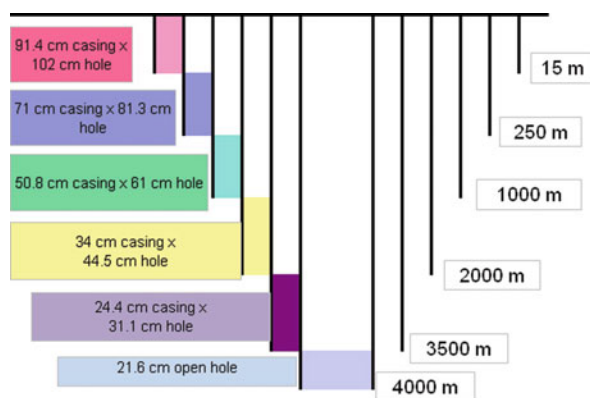 91.4 cm casing x
102 cm hole
15 m
71 cm casing x 81.3 cm
hole
250 m
50.8 cm casing x 61 cm hole
1000 m
34 cm casing x
44.5 cm hole
2000 m
24.4 cm casing x
31.1 cm hole
3500 m
21.6 cm open hole
4000 m